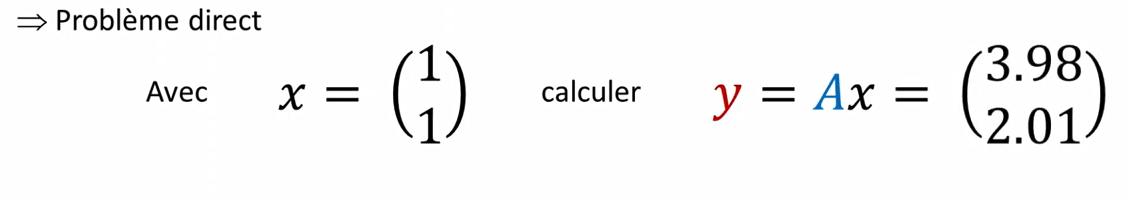 ⇒ Problème direct
Avec x = (1 1) calculer y = Ax = (3.98 2.01)